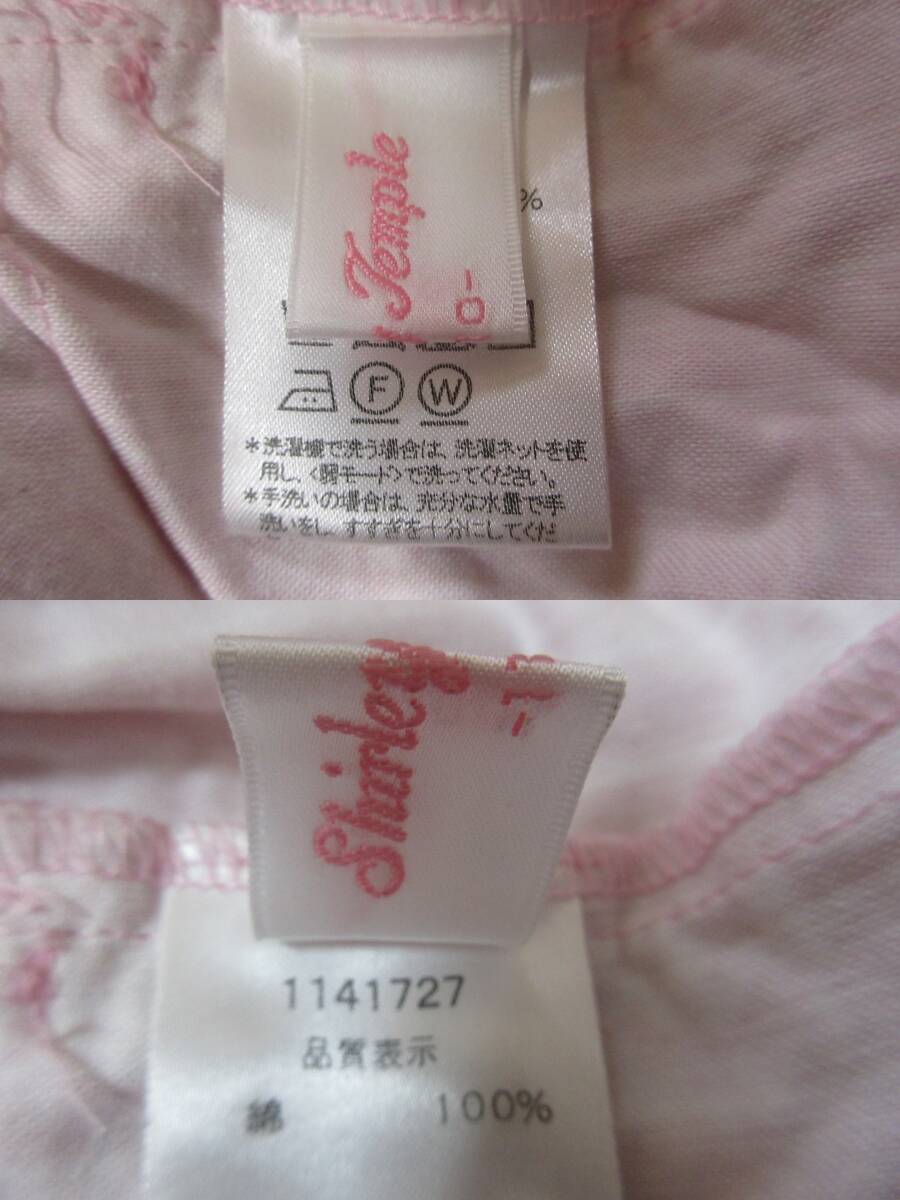 Temple
%
-0-
F W
*洗濯機で洗う場合は、洗濯ネットを使
用し、<弱モード>で洗ってください。
*手洗いの場合は、充分な水量で手
洗いをし、すすぎを十分にしてくだ
Shirley
1141727
品質表示
綿 100%